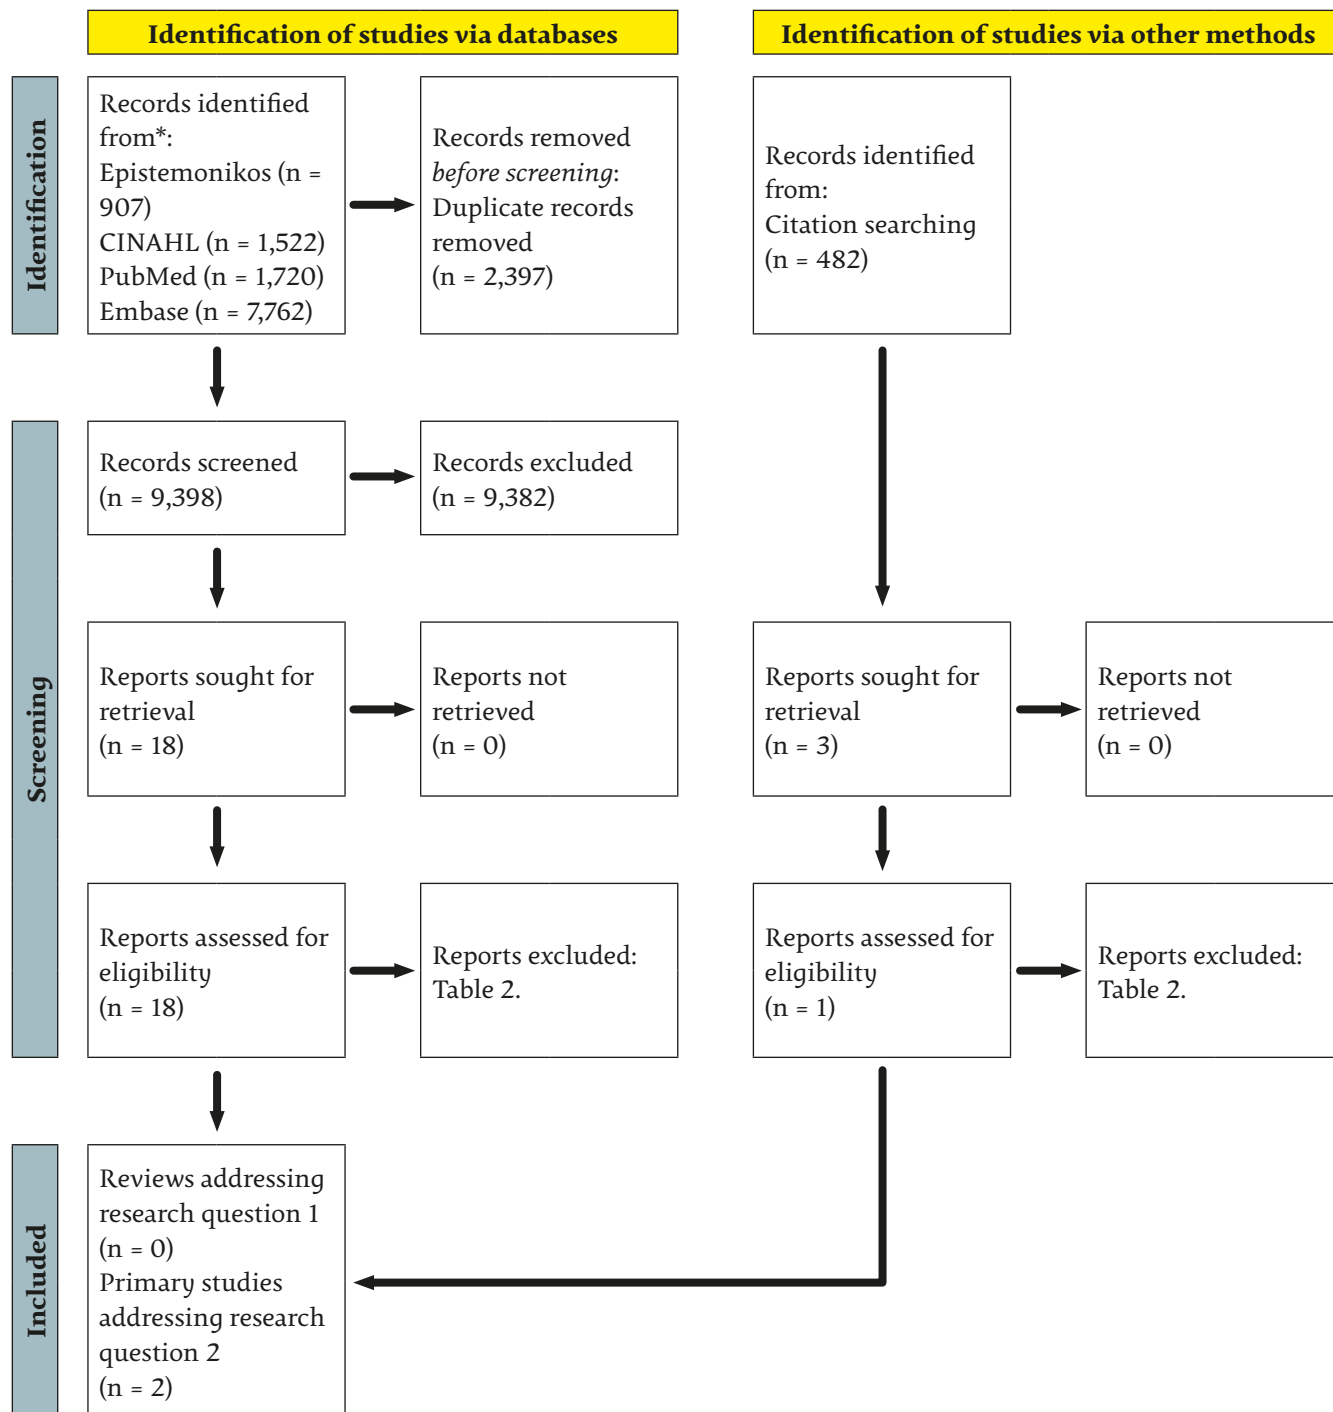 Identification of studies via databases
Identification of studies via other methods
Identification
Records identified
from*:
Epistemonikos (n =
907)
CINAHL (n = 1,522)
PubMed (n = 1,720)
Embase (n = 7,762)
Records removed
before screening:
Duplicate records
removed
(n = 2,397)
Records identified
from:
Citation searching
(n = 482)
Screening
Records screened
(n = 9,398)
Records excluded
(n = 9,382)
Reports sought for
retrieval
(n = 18)
Reports not
retrieved
(n = 0)
Reports sought for
retrieval
(n = 3)
Reports not
retrieved
(n = 0)
Reports assessed for
eligibility
(n = 18)
Reports excluded:
Table 2.
Reports assessed for
eligibility
(n = 1)
Reports excluded:
Table 2.
Included
Reviews addressing
research question 1
(n = 0)
Primary studies
addressing research
question 2
(n = 2)